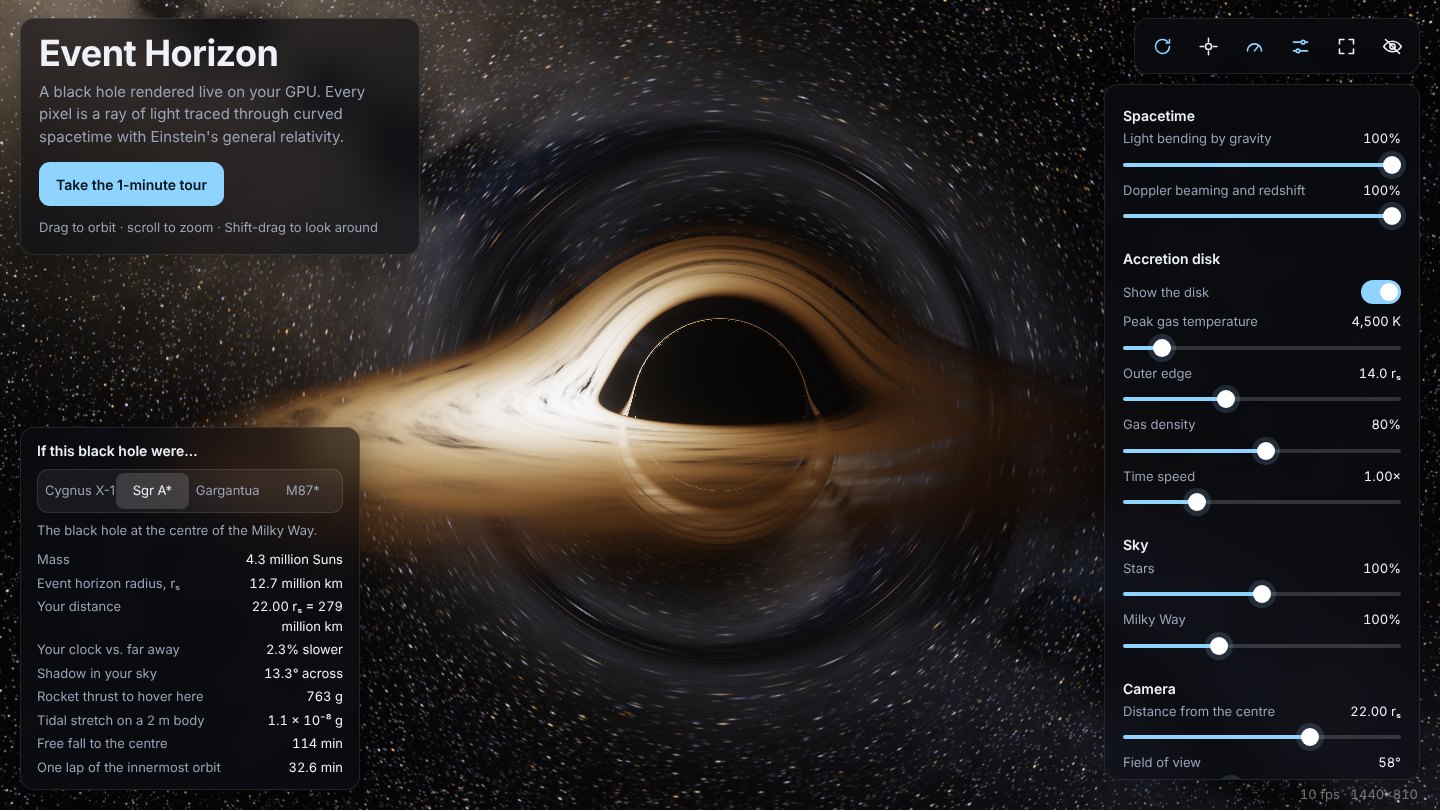 Event Horizon
A black hole rendered live on your GPU. Every
pixel is a ray of light traced through curved
spacetime with Einstein's general relativity.
Take the 1-minute tour
Drag to orbit · scroll to zoom · Shift-drag to look around
If this black hole were…
Cygnus X-1 Sgr A* Gargantua M87*
The black hole at the centre of the Milky Way.
Mass 4.3 million Suns
Event horizon radius, rₛ 12.7 million km
Your distance 22.00 rₛ = 279
million km
Your clock vs. far away 2.3% slower
Shadow in your sky 13.3° across
Rocket thrust to hover here 763 g
Tidal stretch on a 2 m body 1.1 × 10⁻⁸ g
Free fall to the centre 114 min
One lap of the innermost orbit 32.6 min
Spacetime
Light bending by gravity 100%
Doppler beaming and redshift 100%
Accretion disk
Show the disk
Peak gas temperature 4,500 K
Outer edge 14.0 rₛ
Gas density 80%
Time speed 1.00×
Sky
Stars 100%
Milky Way 100%
Camera
Distance from the centre 22.00 rₛ
Field of view 58°
10 fps · 1440×810